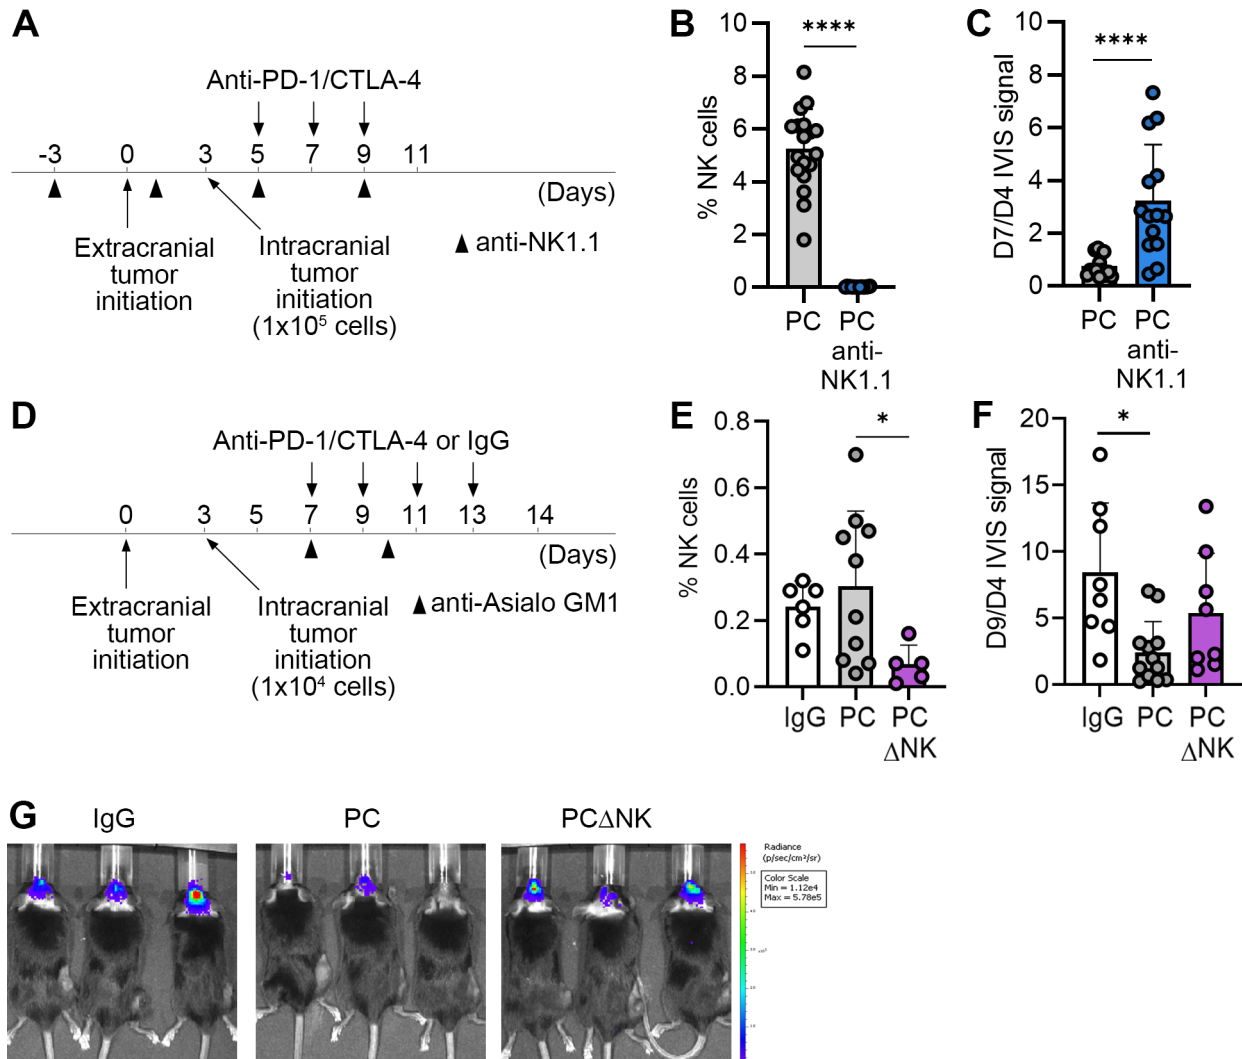 A
Anti-PD-1/CTLA-4
-3 0 3 5 7 9 11
(Days)
Extracranial
tumor
initiation
Intracranial
tumor
initiation
(1x10⁵ cells)
▲ anti-NK1.1
B
% NK cells
10
8
6
4
2
0
****
PC
PC
anti-
NK1.1
C
D7/D4 IVIS signal
10
8
6
4
2
0
****
PC
PC
anti-
NK1.1
D
Anti-PD-1/CTLA-4 or IgG
0 3 5 7 9 11 13 14
(Days)
Extracranial
tumor
initiation
Intracranial
tumor
initiation
(1x10⁴ cells)
▲ anti-Asialo GM1
E
% NK cells
0.8
0.6
0.4
0.2
0.0
*
IgG PC PC
ΔNK
F
D9/D4 IVIS signal
20
15
10
5
0
*
IgG PC PC
ΔNK
G
IgG PC PCΔNK
Radiance
(p/sec/cm²/sr)
Color Scale
Min = 1.12e4
Max = 5.78e5